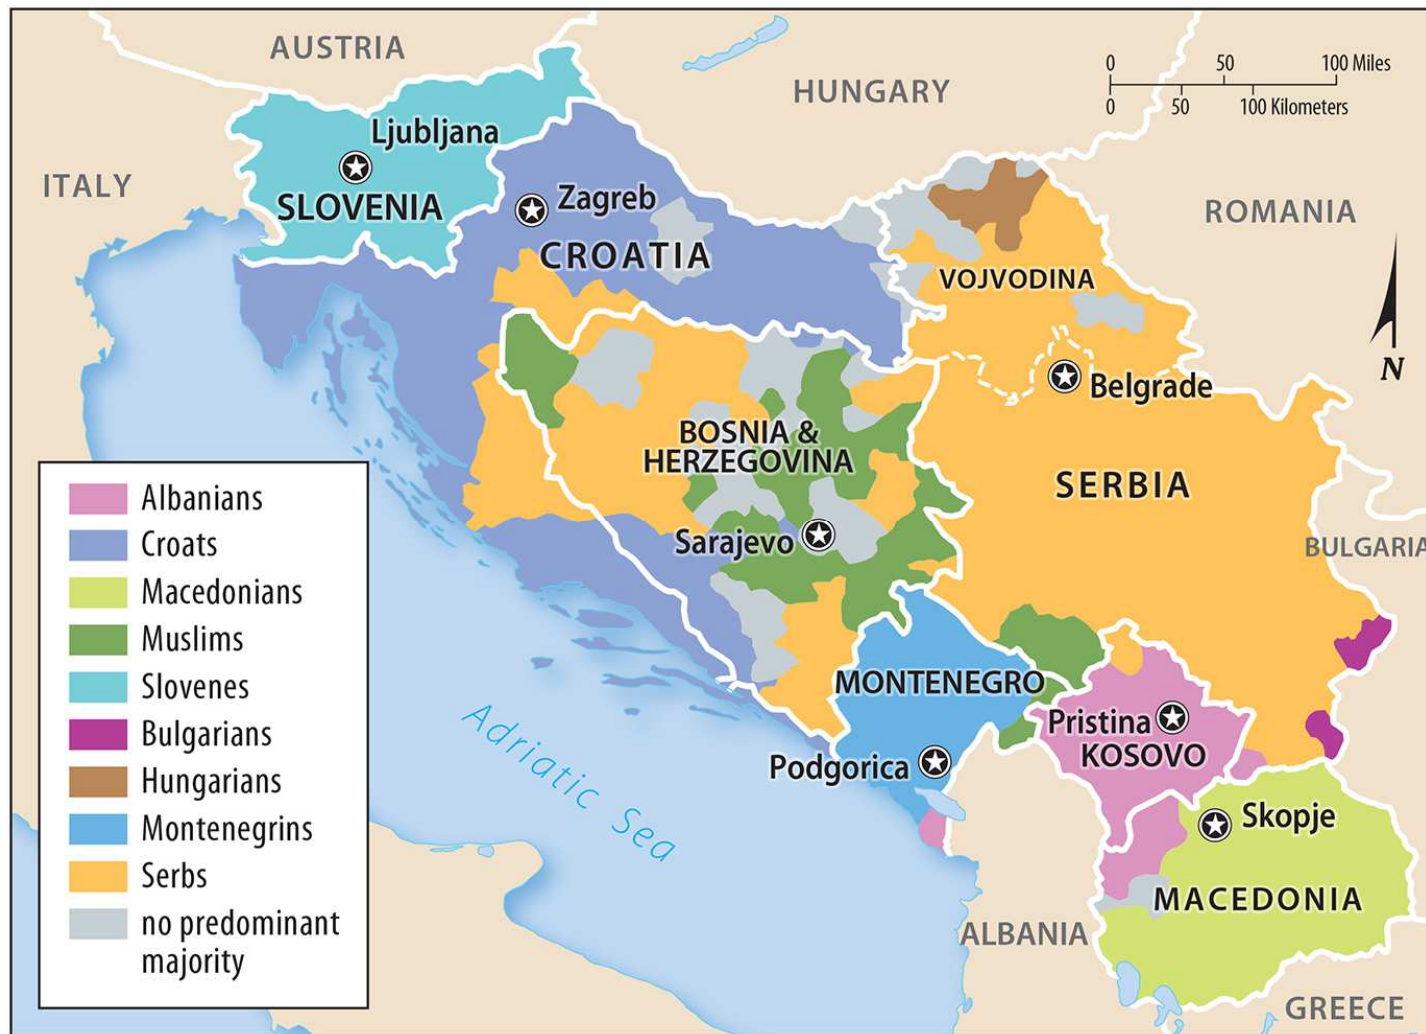 AUSTRIA
HUNGARY
0 50 100 Miles
0 50 100 Kilometers
Ljubljana
ITALY
SLOVENIA
Zagreb
ROMANIA
CROATIA
VOJVODINA
N
Belgrade
BOSNIA &
HERZEGOVINA
SERBIA
Sarajevo
BULGARIA
MONTENEGRO
Pristina
KOSOVO
Podgorica
Adriatic Sea
Skopje
MACEDONIA
ALBANIA
GREECE
Albanians
Croats
Macedonians
Muslims
Slovenes
Bulgarians
Hungarians
Montenegrins
Serbs
no predominant
majority